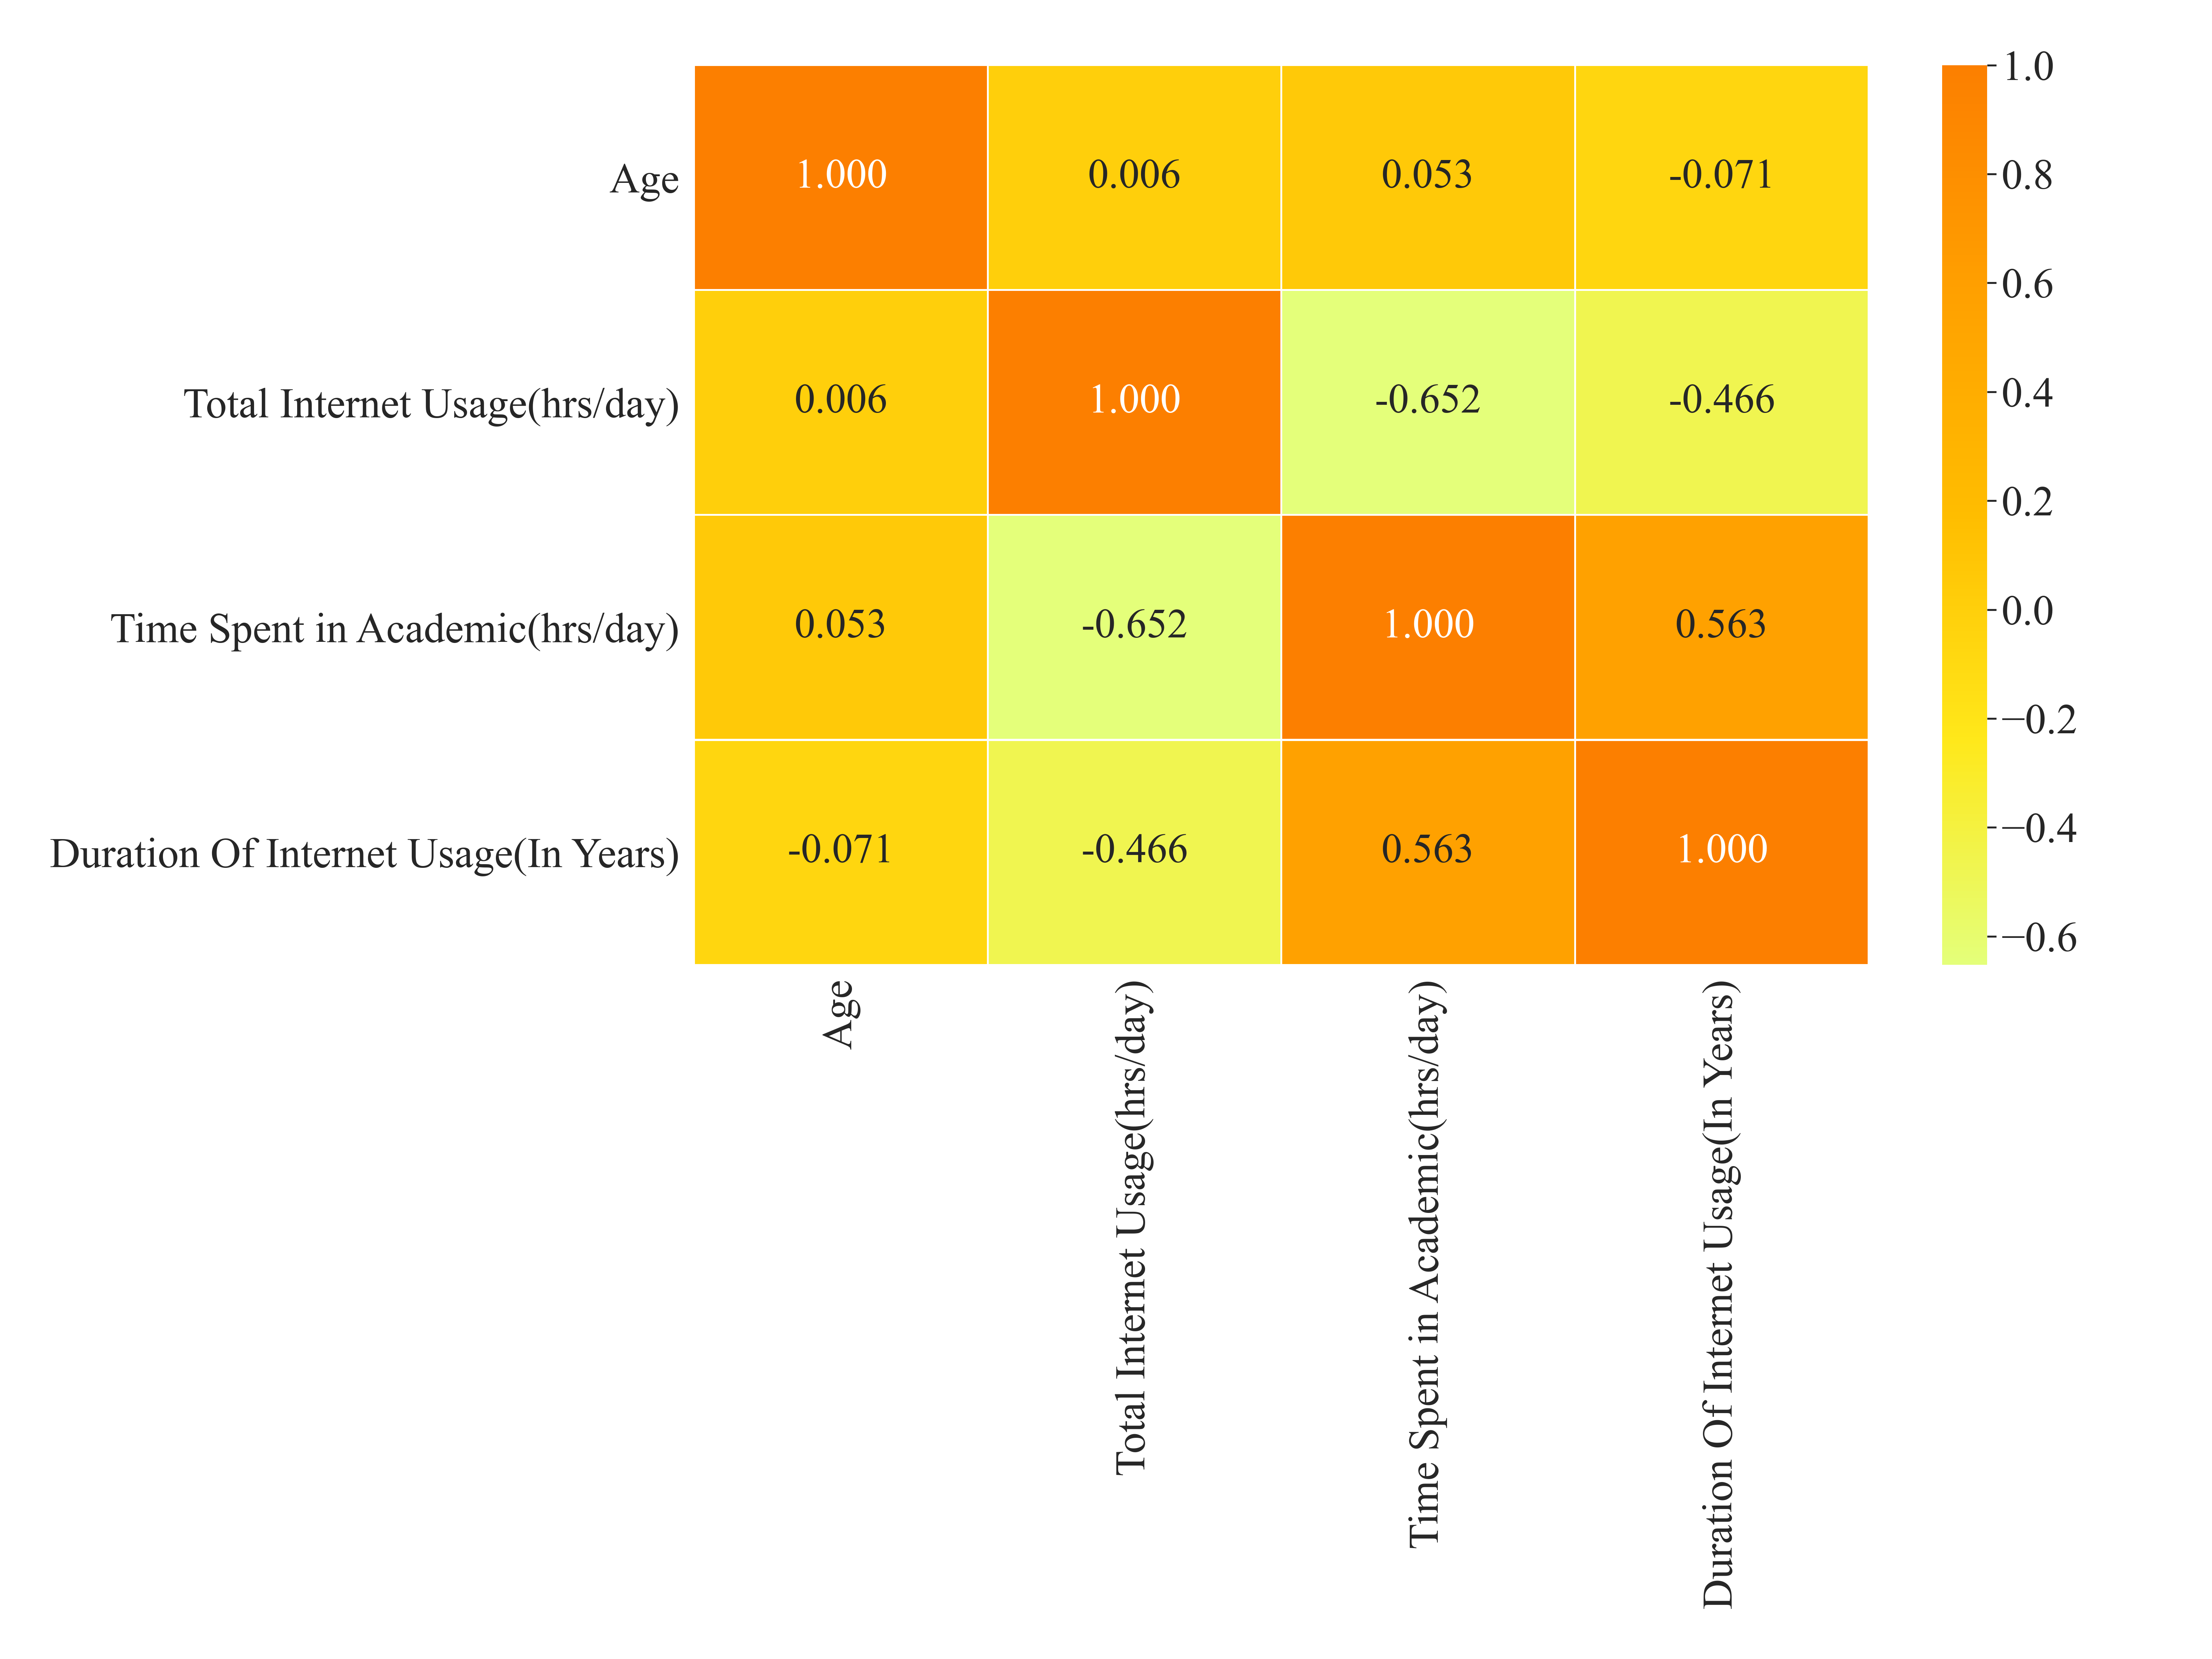 Age 1.000 0.006 0.053 -0.071
Total Internet Usage(hrs/day) 0.006 1.000 -0.652 -0.466
Time Spent in Academic(hrs/day) 0.053 -0.652 1.000 0.563
Duration Of Internet Usage(In Years) -0.071 -0.466 0.563 1.000
Age
Total Internet Usage(hrs/day)
Time Spent in Academic(hrs/day)
Duration Of Internet Usage(In Years)
1.0
0.8
0.6
0.4
0.2
0.0
−0.2
−0.4
−0.6